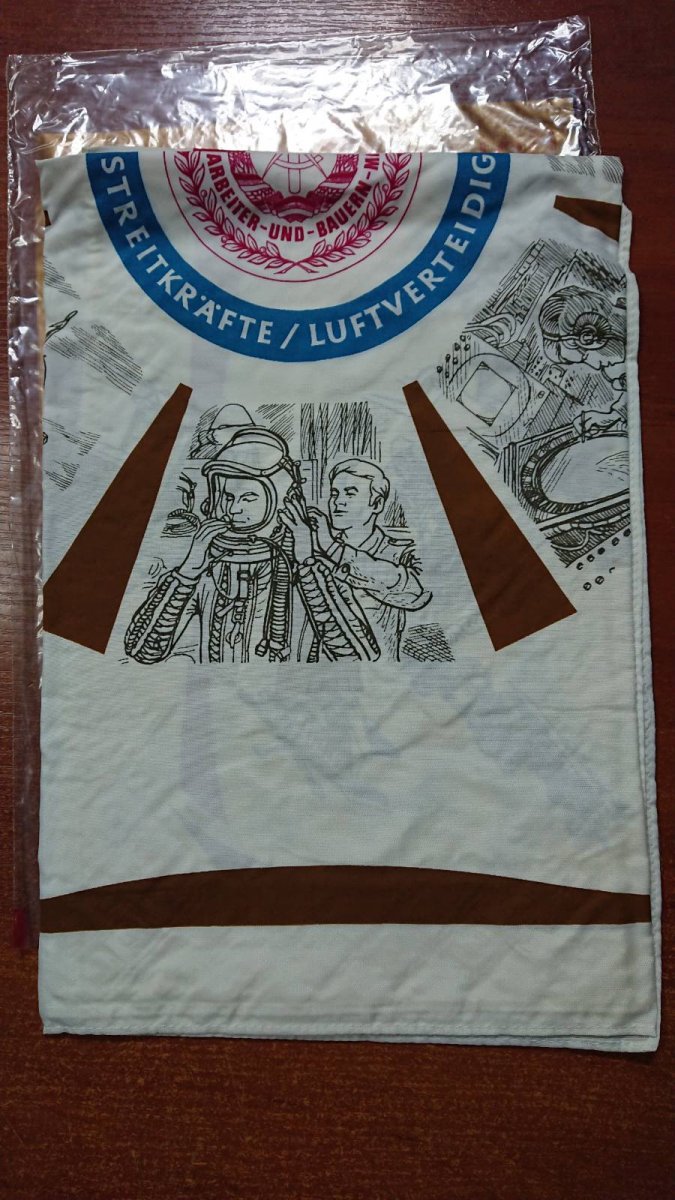 ARBEITER-UND-BAUERN-M
STREITKRÄFTE / LUFTVERTEIDIG